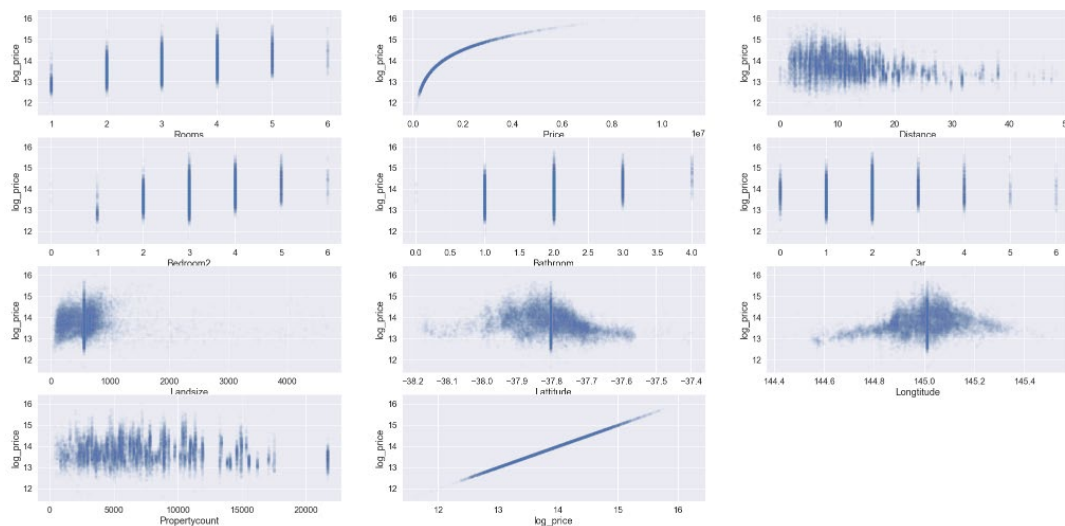 log_price
16
15
14
13
12
1 2 3 4 5 6
Rooms
log_price
16
15
14
13
12
0.0 0.2 0.4 0.6 0.8 1.0
1e7
Price
log_price
16
15
14
13
12
0 10 20 30 40 50
Distance
log_price
16
15
14
13
12
0 1 2 3 4 5 6
Bedroom2
log_price
16
15
14
13
12
0.0 0.5 1.0 1.5 2.0 2.5 3.0 3.5 4.0
Bathroom
log_price
16
15
14
13
12
0 1 2 3 4 5 6
Car
log_price
16
15
14
13
12
0 1000 2000 3000 4000
Landsize
log_price
16
15
14
13
12
−38.2 −38.1 −38.0 −37.9 −37.8 −37.7 −37.6 −37.5 −37.4
Lattitude
log_price
16
15
14
13
12
144.4 144.6 144.8 145.0 145.2 145.4
Longtitude
log_price
16
15
14
13
12
0 5000 10000 15000 20000
Propertycount
log_price
16
15
14
13
12
12 13 14 15 16
log_price